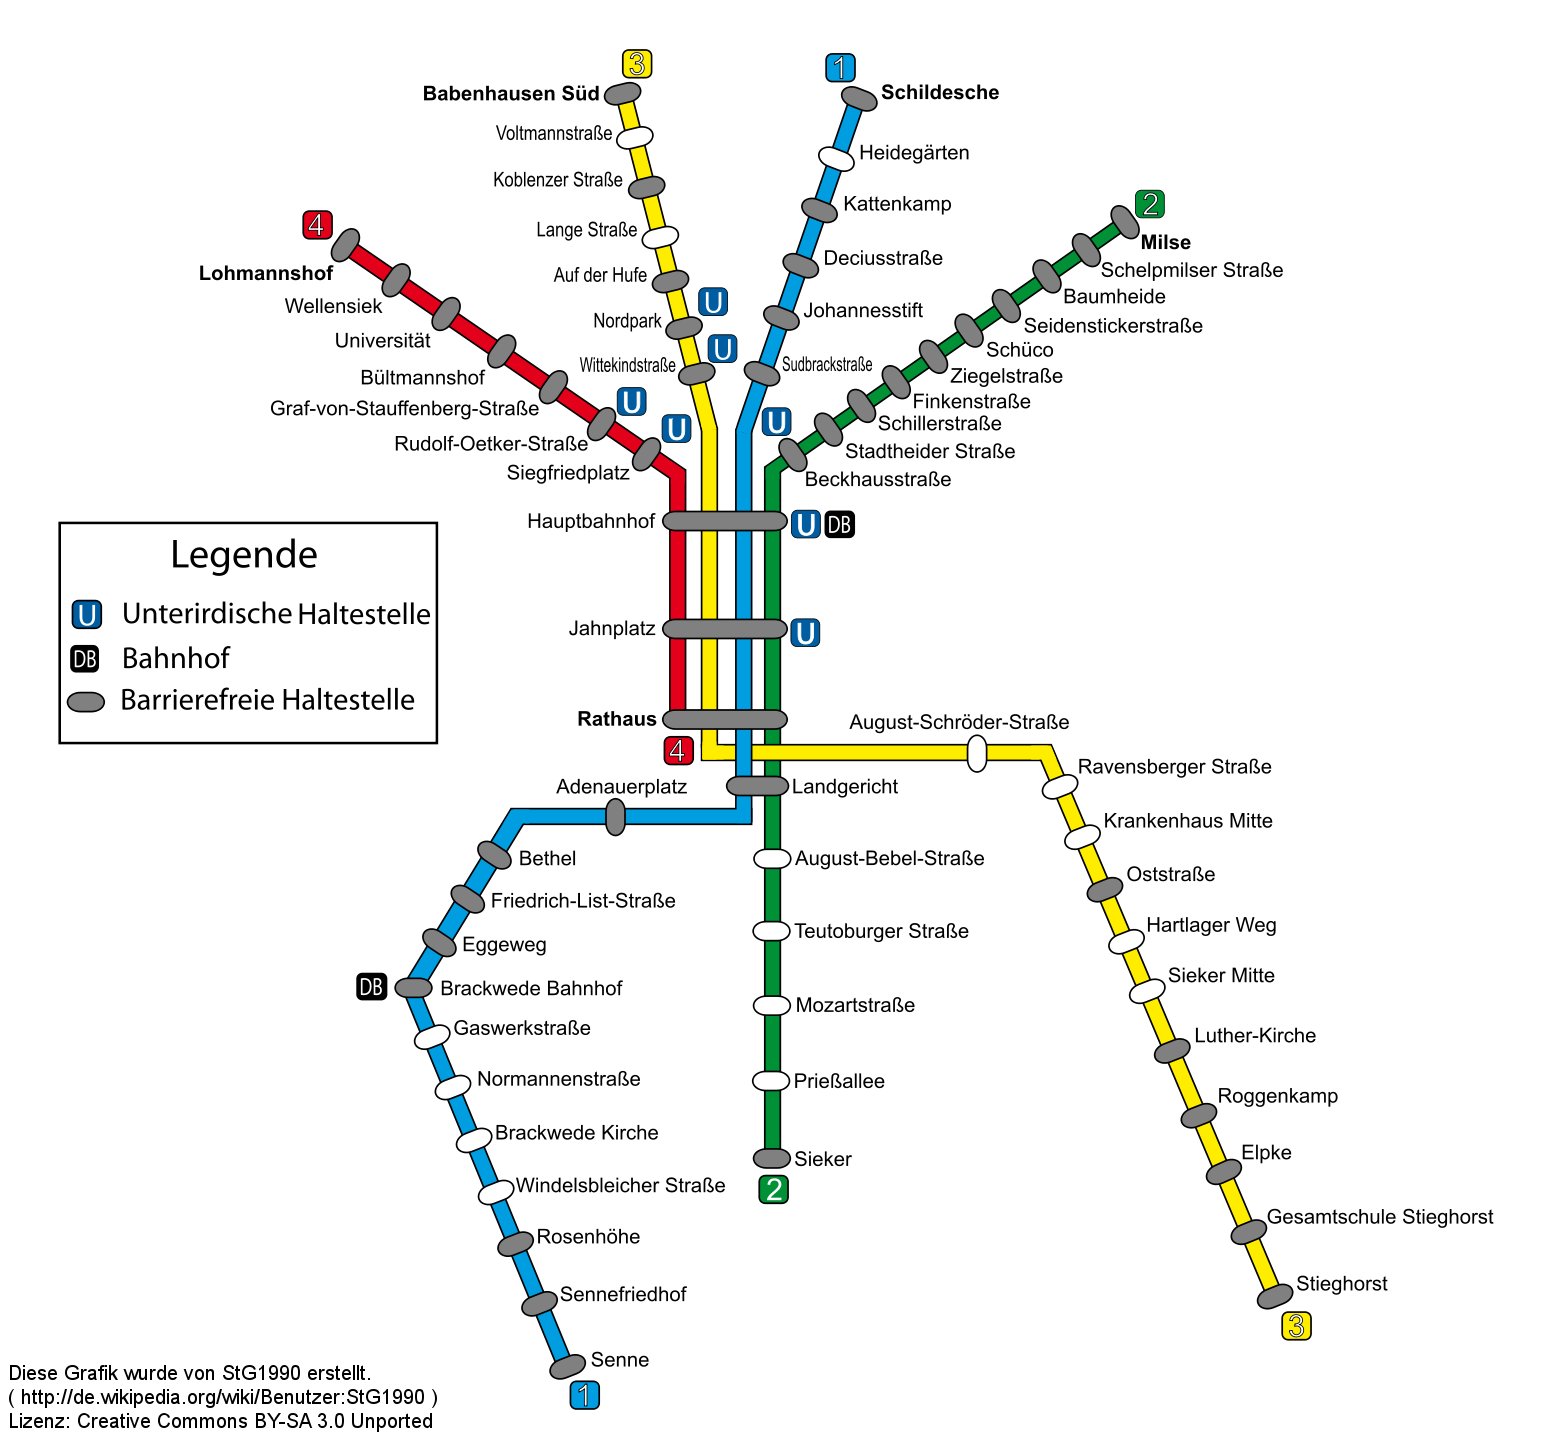 3
Babenhausen Süd
Voltmannstraße
Koblenzer Straße
Lange Straße
Auf der Hufe
U
Nordpark
U
Wittekindstraße
1
Schildesche
Heidegärten
Kattenkamp
Deciusstraße
Johannesstift
Sudbrackstraße
U
2
Milse
Schelpmilser Straße
Baumheide
Seidenstickerstraße
Schüco
Ziegelstraße
Finkenstraße
Schillerstraße
Stadtheider Straße
Beckhausstraße
4
Lohmannshof
Wellensiek
Universität
Bültmannshof
Graf-von-Stauffenberg-Straße
U
Rudolf-Oetker-Straße
U
Siegfriedplatz
Hauptbahnhof
U DB
Jahnplatz
U
Rathaus
4
Legende
U Unterirdische Haltestelle
DB Bahnhof
Barrierefreie Haltestelle
August-Schröder-Straße
Ravensberger Straße
Krankenhaus Mitte
Oststraße
Hartlager Weg
Sieker Mitte
Luther-Kirche
Roggenkamp
Elpke
Gesamtschule Stieghorst
Stieghorst
3
Landgericht
August-Bebel-Straße
Teutoburger Straße
Mozartstraße
Prießallee
Sieker
2
Adenauerplatz
Bethel
Friedrich-List-Straße
Eggeweg
DB Brackwede Bahnhof
Gaswerkstraße
Normannenstraße
Brackwede Kirche
Windelsbleicher Straße
Rosenhöhe
Sennefriedhof
Senne
1
Diese Grafik wurde von StG1990 erstellt.
( http://de.wikipedia.org/wiki/Benutzer:StG1990 )
Lizenz: Creative Commons BY-SA 3.0 Unported